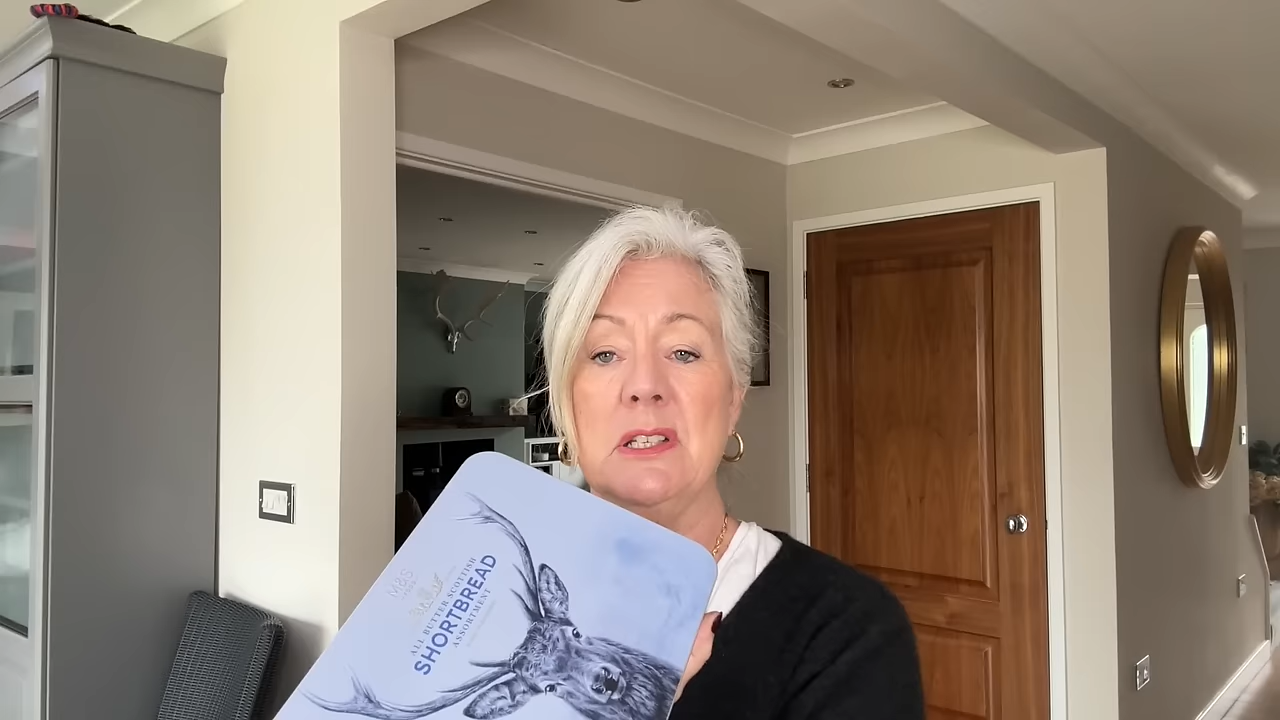 M&S
ALL BUTTER SCOTTISH
SHORTBREAD
ASSORTMENT